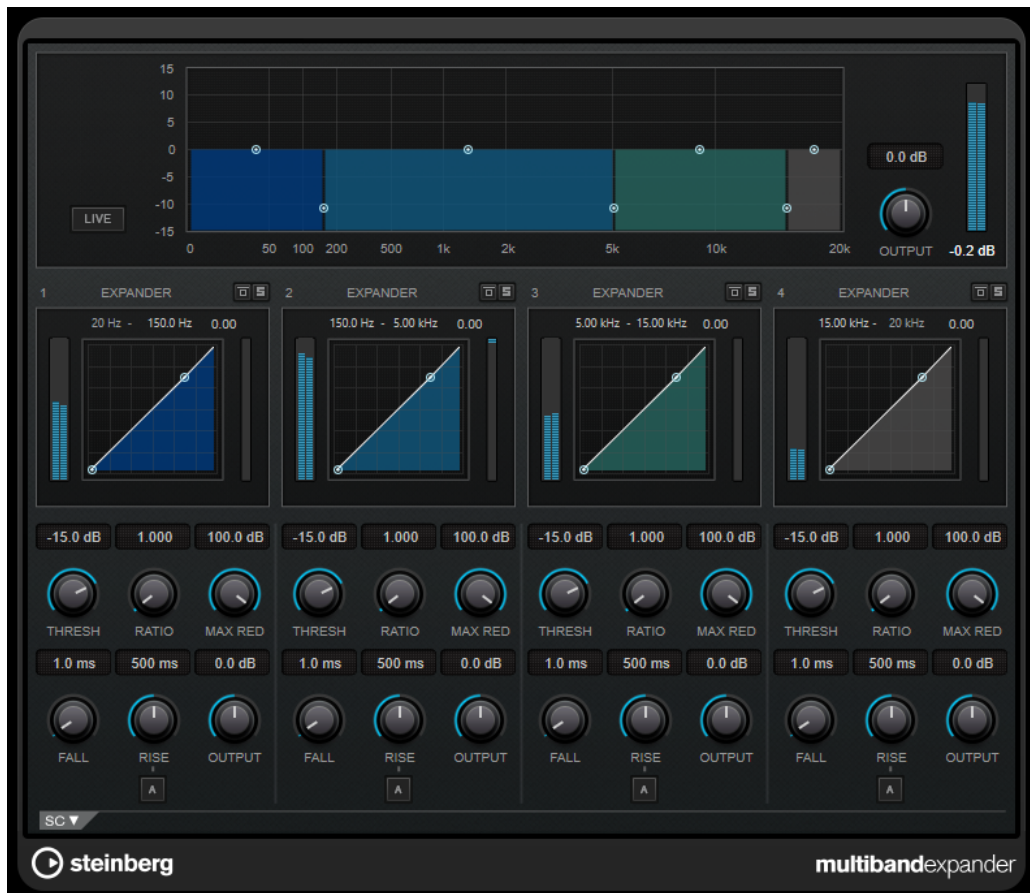 15
10
5
0
-5
-10
-15
LIVE
0 50 100 200 500 1k 2k 5k 10k 20k
0.0 dB
OUTPUT -0.2 dB
1 EXPANDER S 2 EXPANDER S 3 EXPANDER S 4 EXPANDER S
20 Hz - 150.0 Hz 0.00 150.0 Hz - 5.00 kHz 0.00 5.00 kHz - 15.00 kHz 0.00 15.00 kHz - 20 kHz 0.00
-15.0 dB 1.000 100.0 dB -15.0 dB 1.000 100.0 dB -15.0 dB 1.000 100.0 dB -15.0 dB 1.000 100.0 dB
THRESH RATIO MAX RED THRESH RATIO MAX RED THRESH RATIO MAX RED THRESH RATIO MAX RED
1.0 ms 500 ms 0.0 dB 1.0 ms 500 ms 0.0 dB 1.0 ms 500 ms 0.0 dB 1.0 ms 500 ms 0.0 dB
FALL RISE OUTPUT FALL RISE OUTPUT FALL RISE OUTPUT FALL RISE OUTPUT
A A A A
SC▼
steinberg multibandexpander